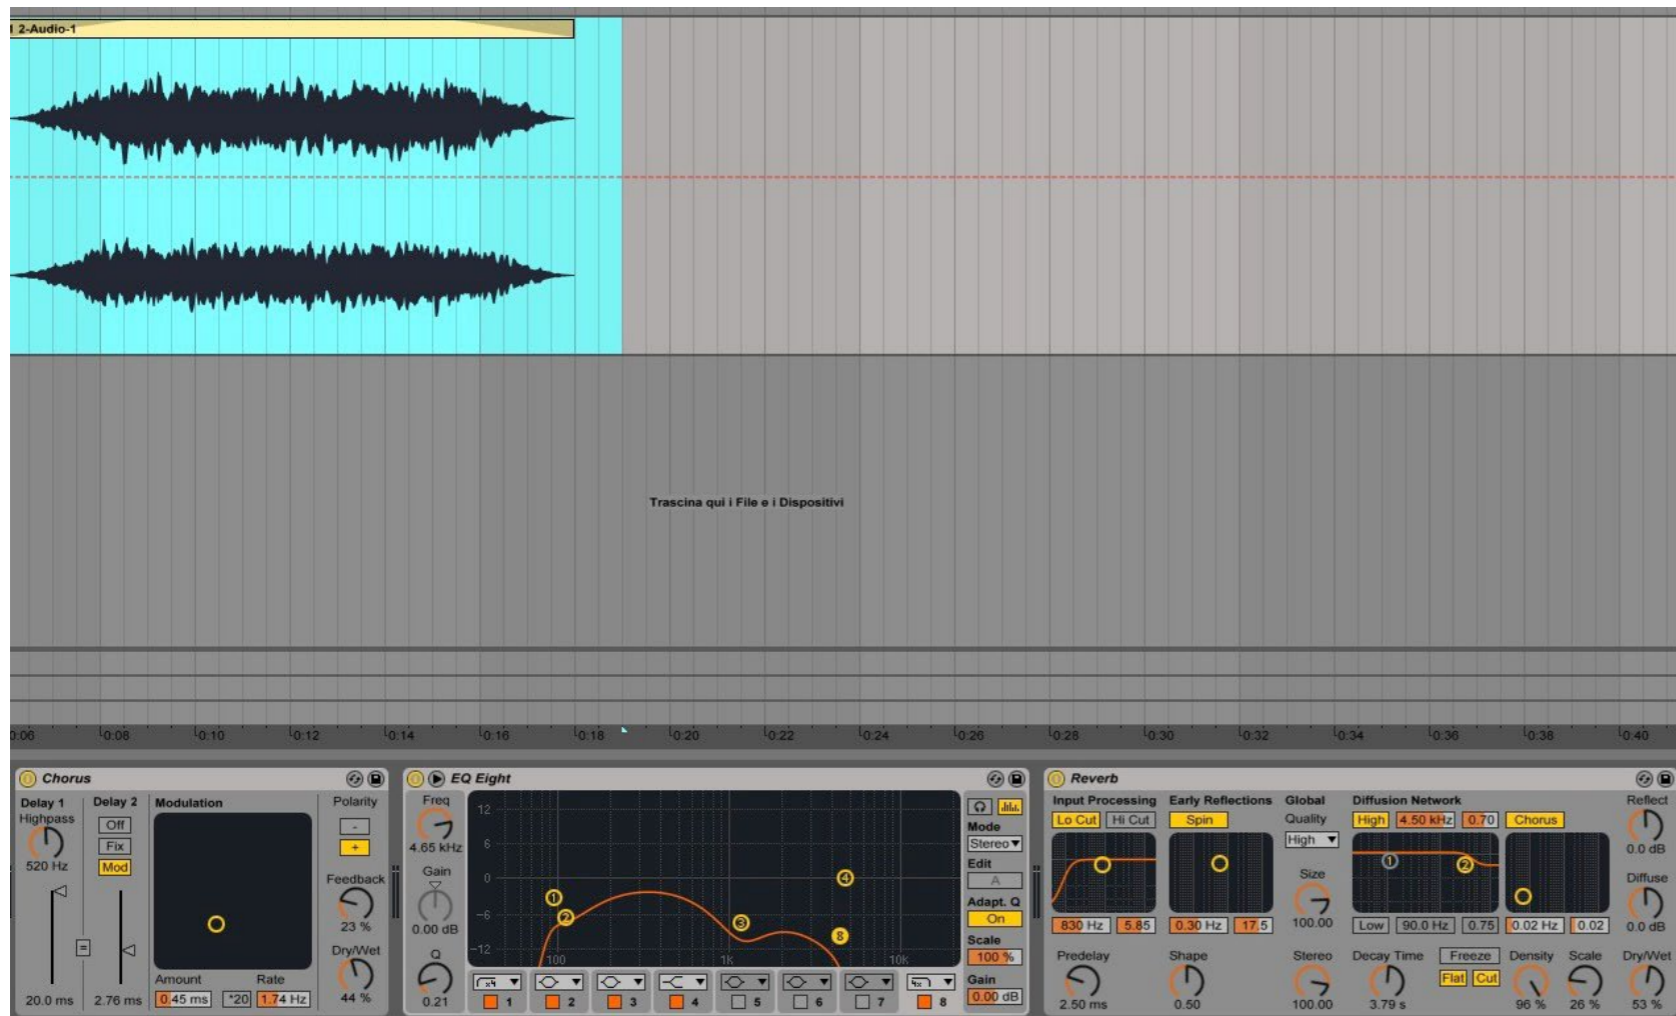 2-Audio-1
Trascina qui i File e i Dispositivi
0:06 0:08 0:10 0:12 0:14 0:16 0:18 0:20 0:22 0:24 0:26 0:28 0:30 0:32 0:34 0:36 0:38 0:40
Chorus
Delay 1 Delay 2 Modulation Polarity
Highpass Off -
520 Hz Fix +
Mod
Feedback
23 %
=
Dry/Wet
Amount Rate
20.0 ms 2.76 ms 0.45 ms *20 1.74 Hz 44 %
EQ Eight
Freq
4.65 kHz
Gain
0.00 dB
Q
0.21
12
6
0
-6
-12
100 1k 10k
1 2 3 4 8
x4 4x
1 2 3 4 5 6 7 8
Mode
Stereo
Edit
A
Adapt. Q
On
Scale
100 %
Gain
0.00 dB
Reverb
Input Processing Early Reflections Global Diffusion Network Reflect
Lo Cut Hi Cut Spin Quality High 4.50 kHz 0.70 Chorus
High
0.0 dB
1 2
Size Diffuse
830 Hz 5.85 0.30 Hz 17.5 100.00 Low 90.0 Hz 0.75 0.02 Hz 0.02 0.0 dB
Predelay Shape Stereo Decay Time Freeze Density Scale Dry/Wet
Flat Cut
2.50 ms 0.50 100.00 3.79 s 96 % 26 % 53 %